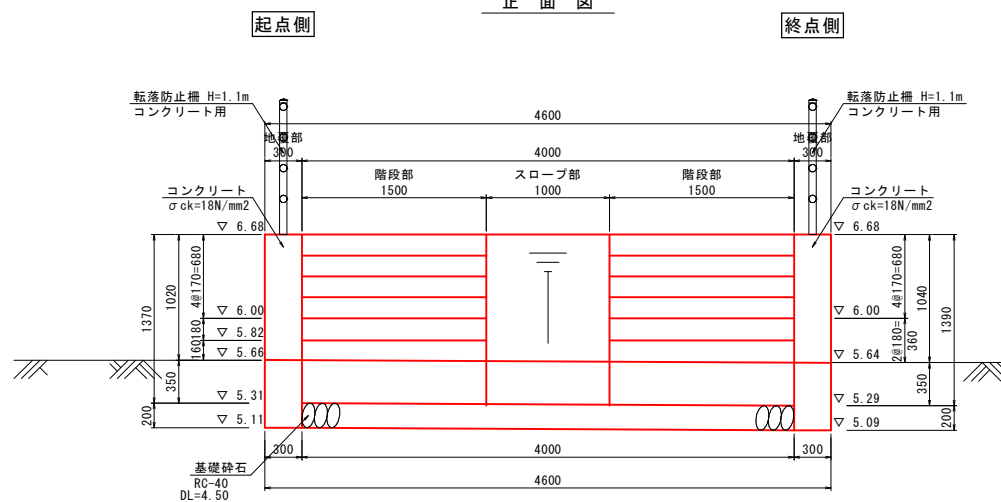 正面図
起点側
終点側
転落防止柵 H=1.1m
コンクリート用
転落防止柵 H=1.1m
コンクリート用
4600
地覆部
300
4000
地覆部
300
階段部
1500
スロープ部
1000
階段部
1500
コンクリート
σck=18N/mm2
コンクリート
σck=18N/mm2
▽ 6.68
▽ 6.68
1370
1020
4@170=680
▽ 6.00
180
▽ 5.82
160
▽ 5.66
350
▽ 5.31
200
▽ 5.11
4@170=680
1040
1390
▽ 6.00
2@180=
360
▽ 5.64
350
▽ 5.29
200
▽ 5.09
300
4000
300
基礎砕石
RC-40
DL=4.50
4600